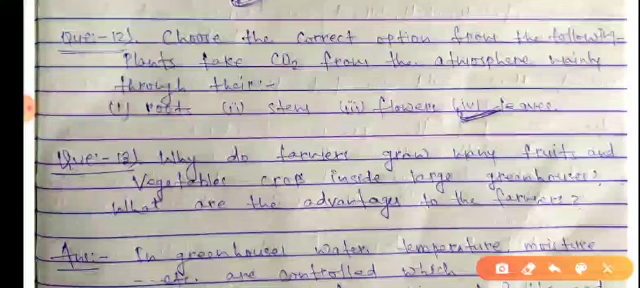 Que:-12). Choose the correct option from the following-
Plants take CO2 from the atmosphere mainly
through their:-
(i) root (ii) stem (iii) flowers (iv) leaves.
Que:-13) Why do farmers grow many fruits and
Vegetables crops inside large greenhouses?
What are the advantages to the farmers?
Ans:- In greenhouses water, temperature, moisture
etc. are controlled which